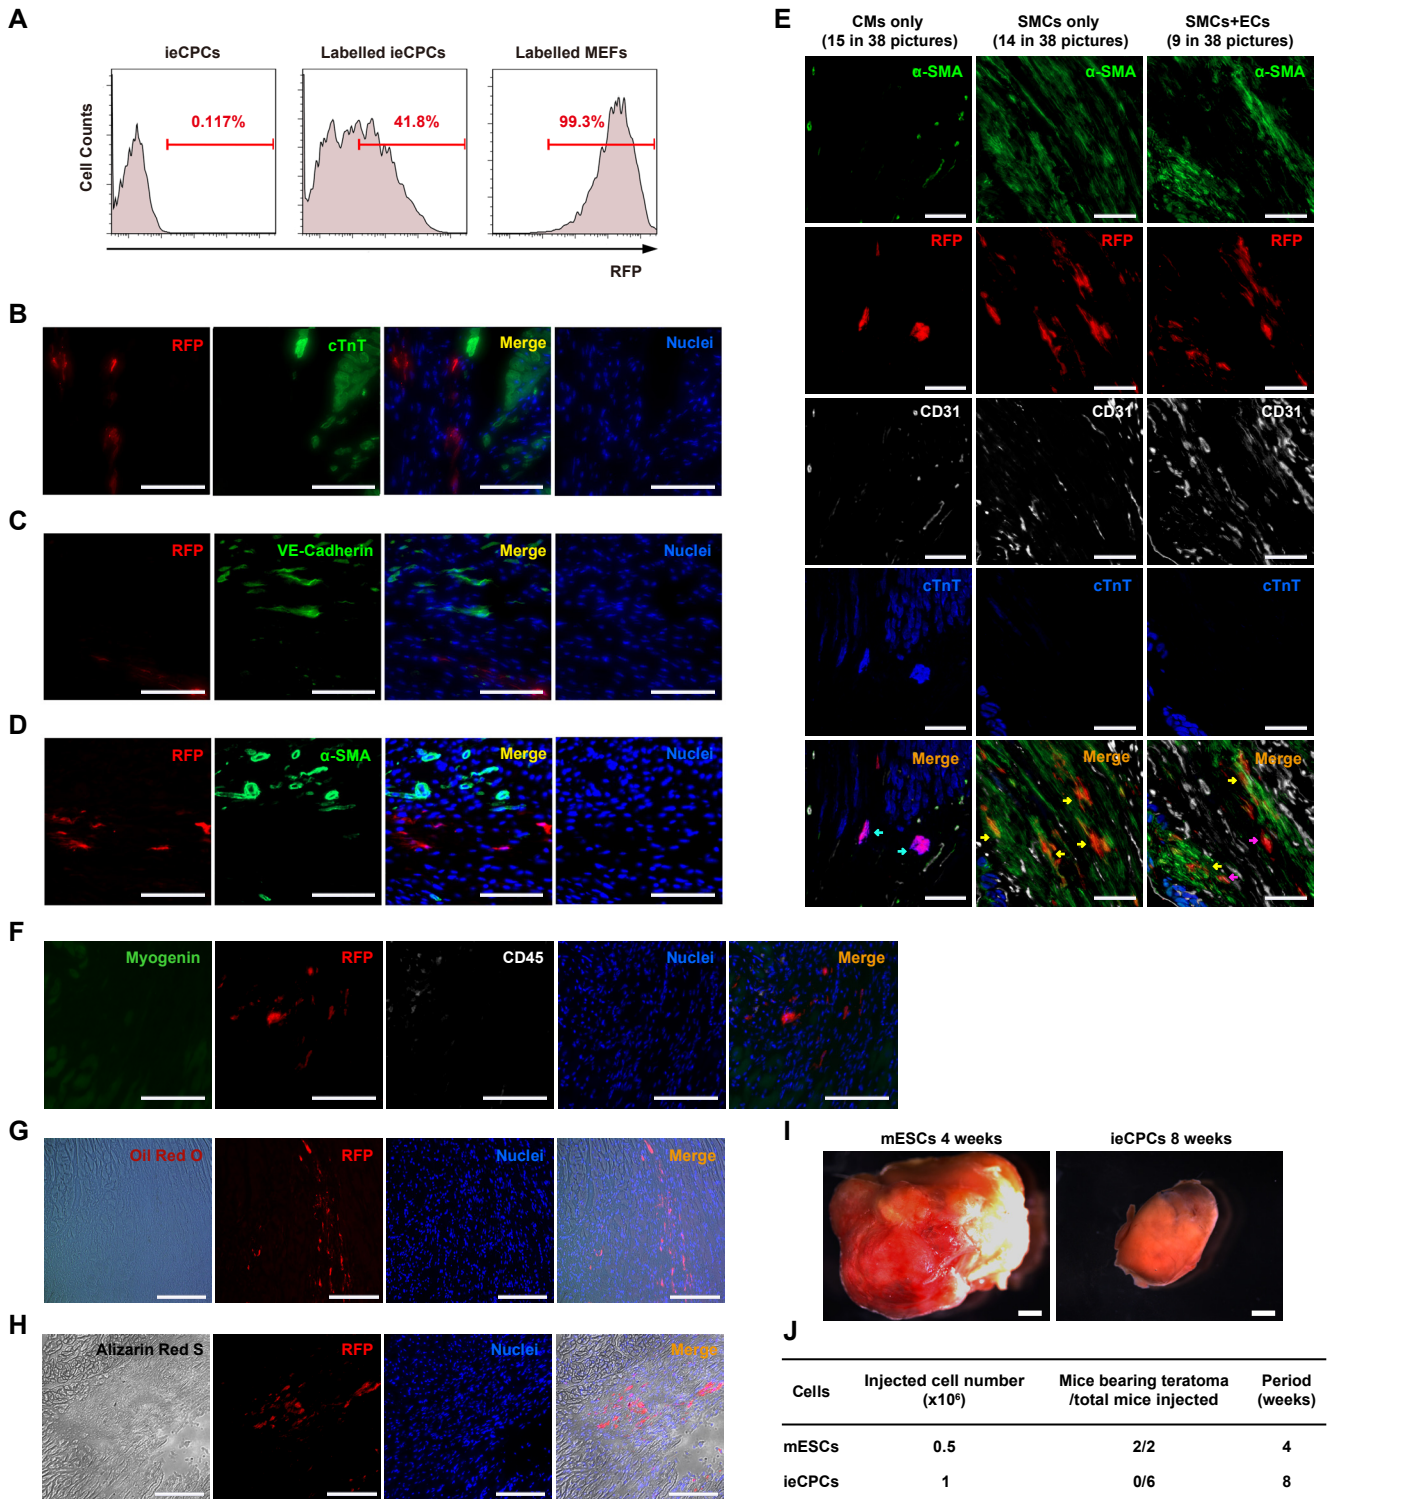 A
ieCPCs
Labelled ieCPCs
Labelled MEFs
0.117%
41.8%
99.3%
Cell Counts
RFP
B
RFP
cTnT
Merge
Nuclei
C
RFP
VE-Cadherin
Merge
Nuclei
D
RFP
α-SMA
Merge
Nuclei
E
CMs only
(15 in 38 pictures)
SMCs only
(14 in 38 pictures)
SMCs+ECs
(9 in 38 pictures)
α-SMA
α-SMA
α-SMA
RFP
RFP
RFP
CD31
CD31
CD31
cTnT
cTnT
cTnT
Merge
Merge
Merge
F
Myogenin
RFP
CD45
Nuclei
Merge
G
Oil Red O
RFP
Nuclei
Merge
H
Alizarin Red S
RFP
Nuclei
Merge
I
mESCs 4 weeks
ieCPCs 8 weeks
J
Cells
Injected cell number
(x10⁶)
Mice bearing teratoma
/total mice injected
Period
(weeks)
mESCs 0.5 2/2 4
ieCPCs 1 0/6 8